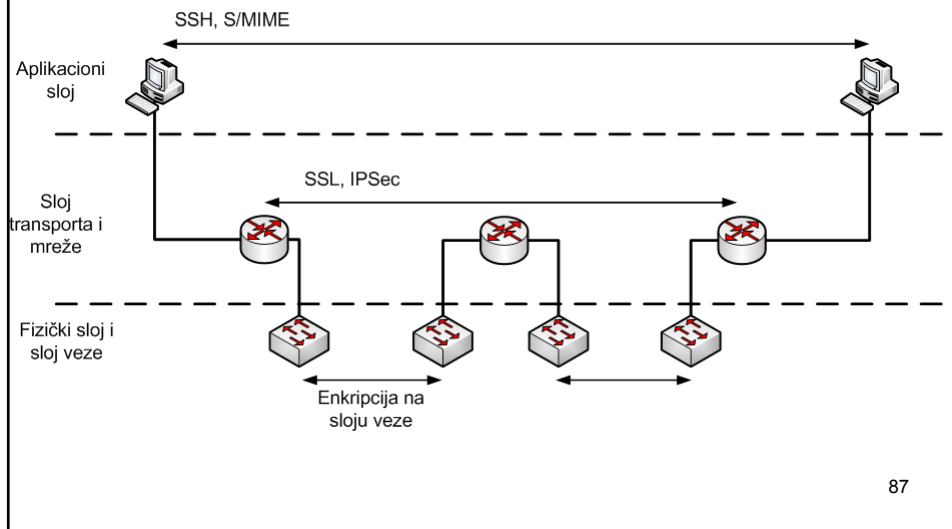 SSH, S/MIME
Aplikacioni
sloj
SSL, IPSec
Sloj
transporta i
mreže
Fizički sloj i
sloj veze
Enkripcija na
sloju veze
87